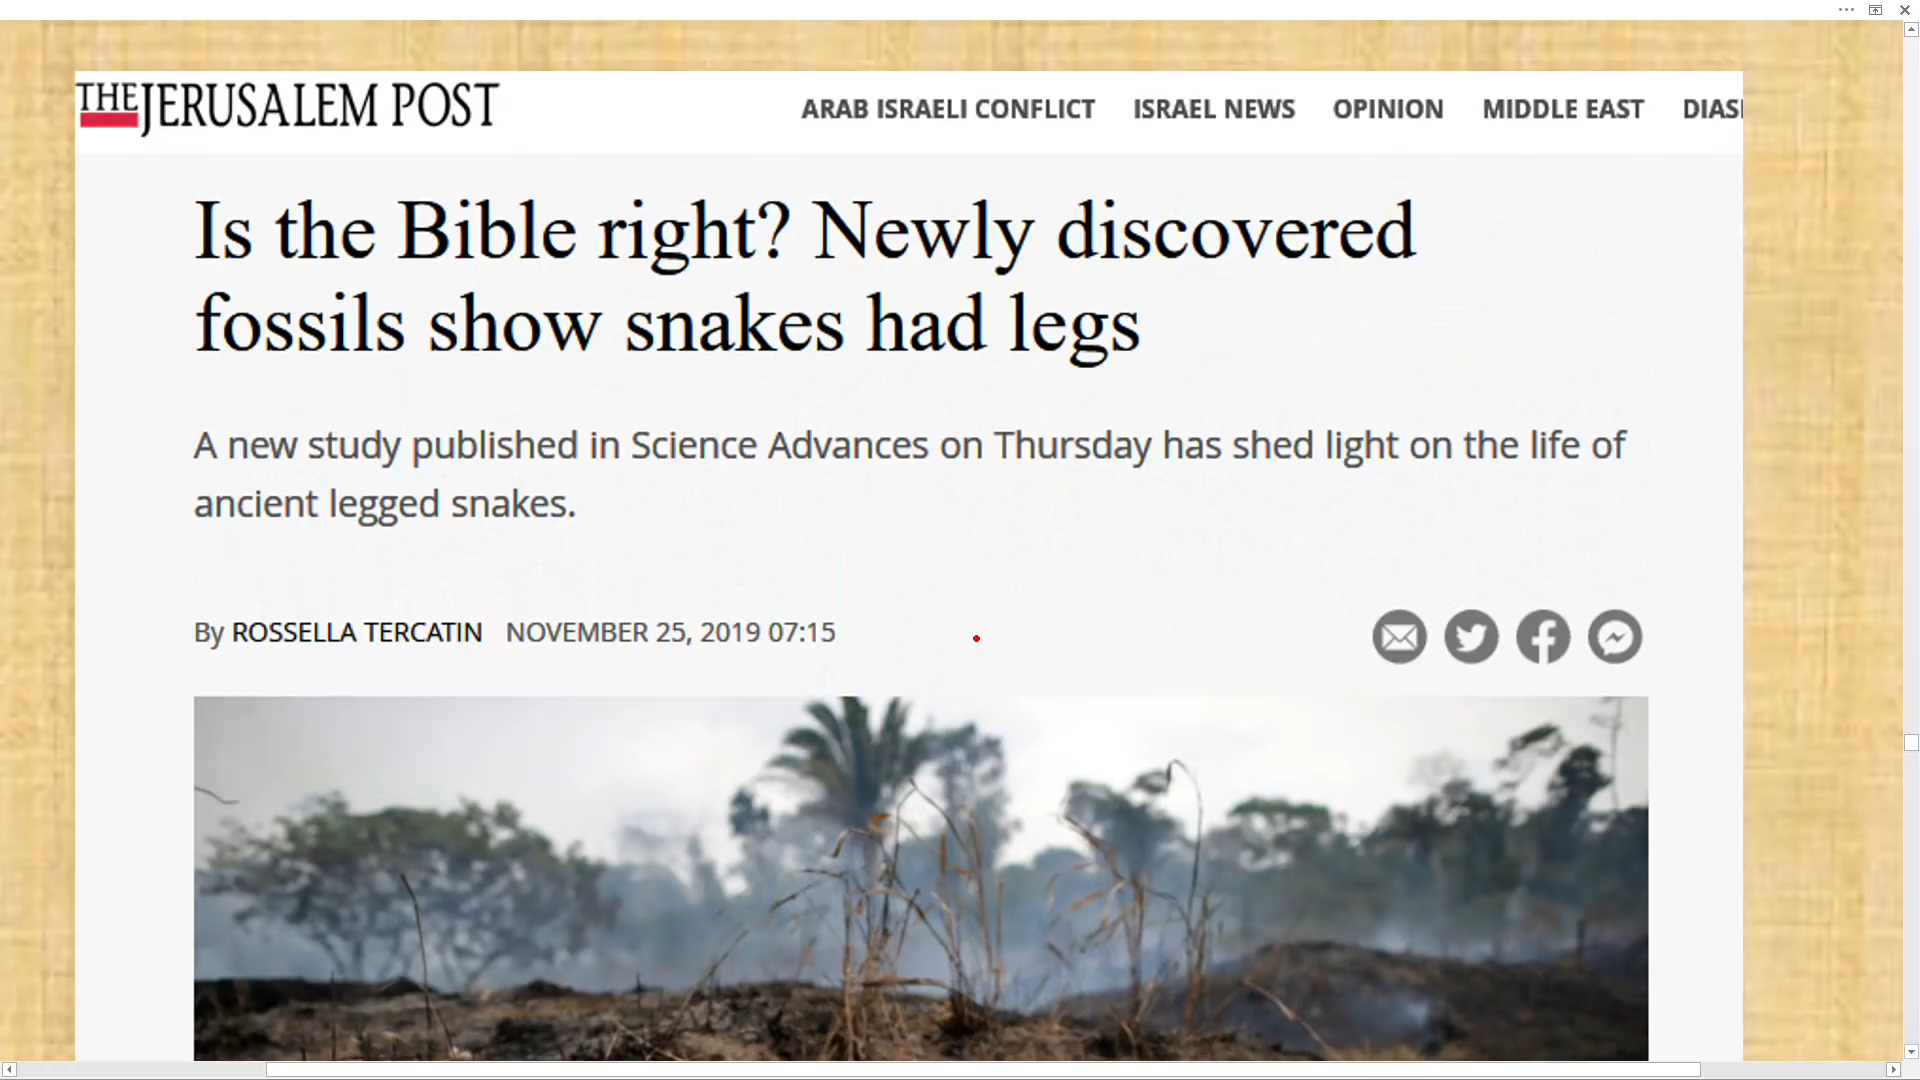 THE JERUSALEM POST
ARAB ISRAELI CONFLICT ISRAEL NEWS OPINION MIDDLE EAST
Is the Bible right? Newly discovered
fossils show snakes had legs
A new study published in Science Advances on Thursday has shed light on the life of
ancient legged snakes.
By ROSSELLA TERCATIN NOVEMBER 25, 2019 07:15